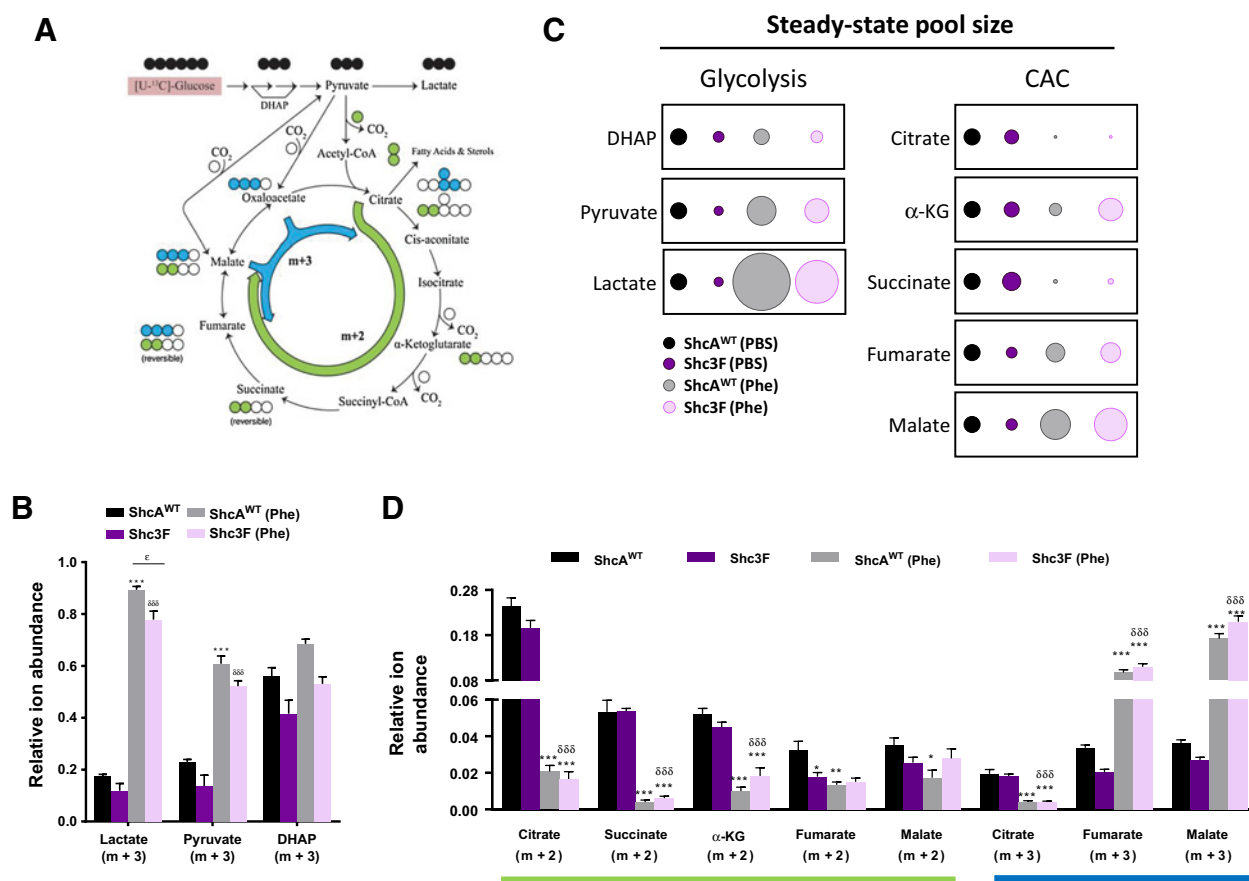 A
[U-¹³C]-Glucose
DHAP
Pyruvate
Lactate
CO₂
CO₂
CO₂
Acetyl-CoA
Fatty Acids & Sterols
Oxaloacetate
Citrate
Cis-aconitate
Malate
m+3
Isocitrate
CO₂
Fumarate
m+2
α-Ketoglutarate
(reversible)
Succinate
CO₂
Succinyl-CoA
(reversible)
C
Steady-state pool size
Glycolysis
DHAP
Pyruvate
Lactate
ShcAᵂᵀ (PBS)
Shc3F (PBS)
ShcAᵂᵀ (Phe)
Shc3F (Phe)
CAC
Citrate
α-KG
Succinate
Fumarate
Malate
B
ShcAᵂᵀ ShcAᵂᵀ (Phe)
Shc3F Shc3F (Phe)
Relative ion abundance
1.0
0.8
0.6
0.4
0.2
0.0
ε
*** δδδ
*** δδδ
Lactate Pyruvate DHAP
(m + 3) (m + 3) (m + 3)
D
ShcAᵂᵀ Shc3F ShcAᵂᵀ (Phe) Shc3F (Phe)
Relative ion
abundance
0.28
0.18
0.08
0.06
0.04
0.02
0.00
δδδ
*** ***
δδδ
*** ***
δδδ
*** ***
* **
*
δδδ
*** ***
δδδ
*** ***
δδδ
*** ***
Citrate Succinate α-KG Fumarate Malate Citrate Fumarate Malate
(m + 2) (m + 2) (m + 2) (m + 2) (m + 2) (m + 3) (m + 3) (m + 3)